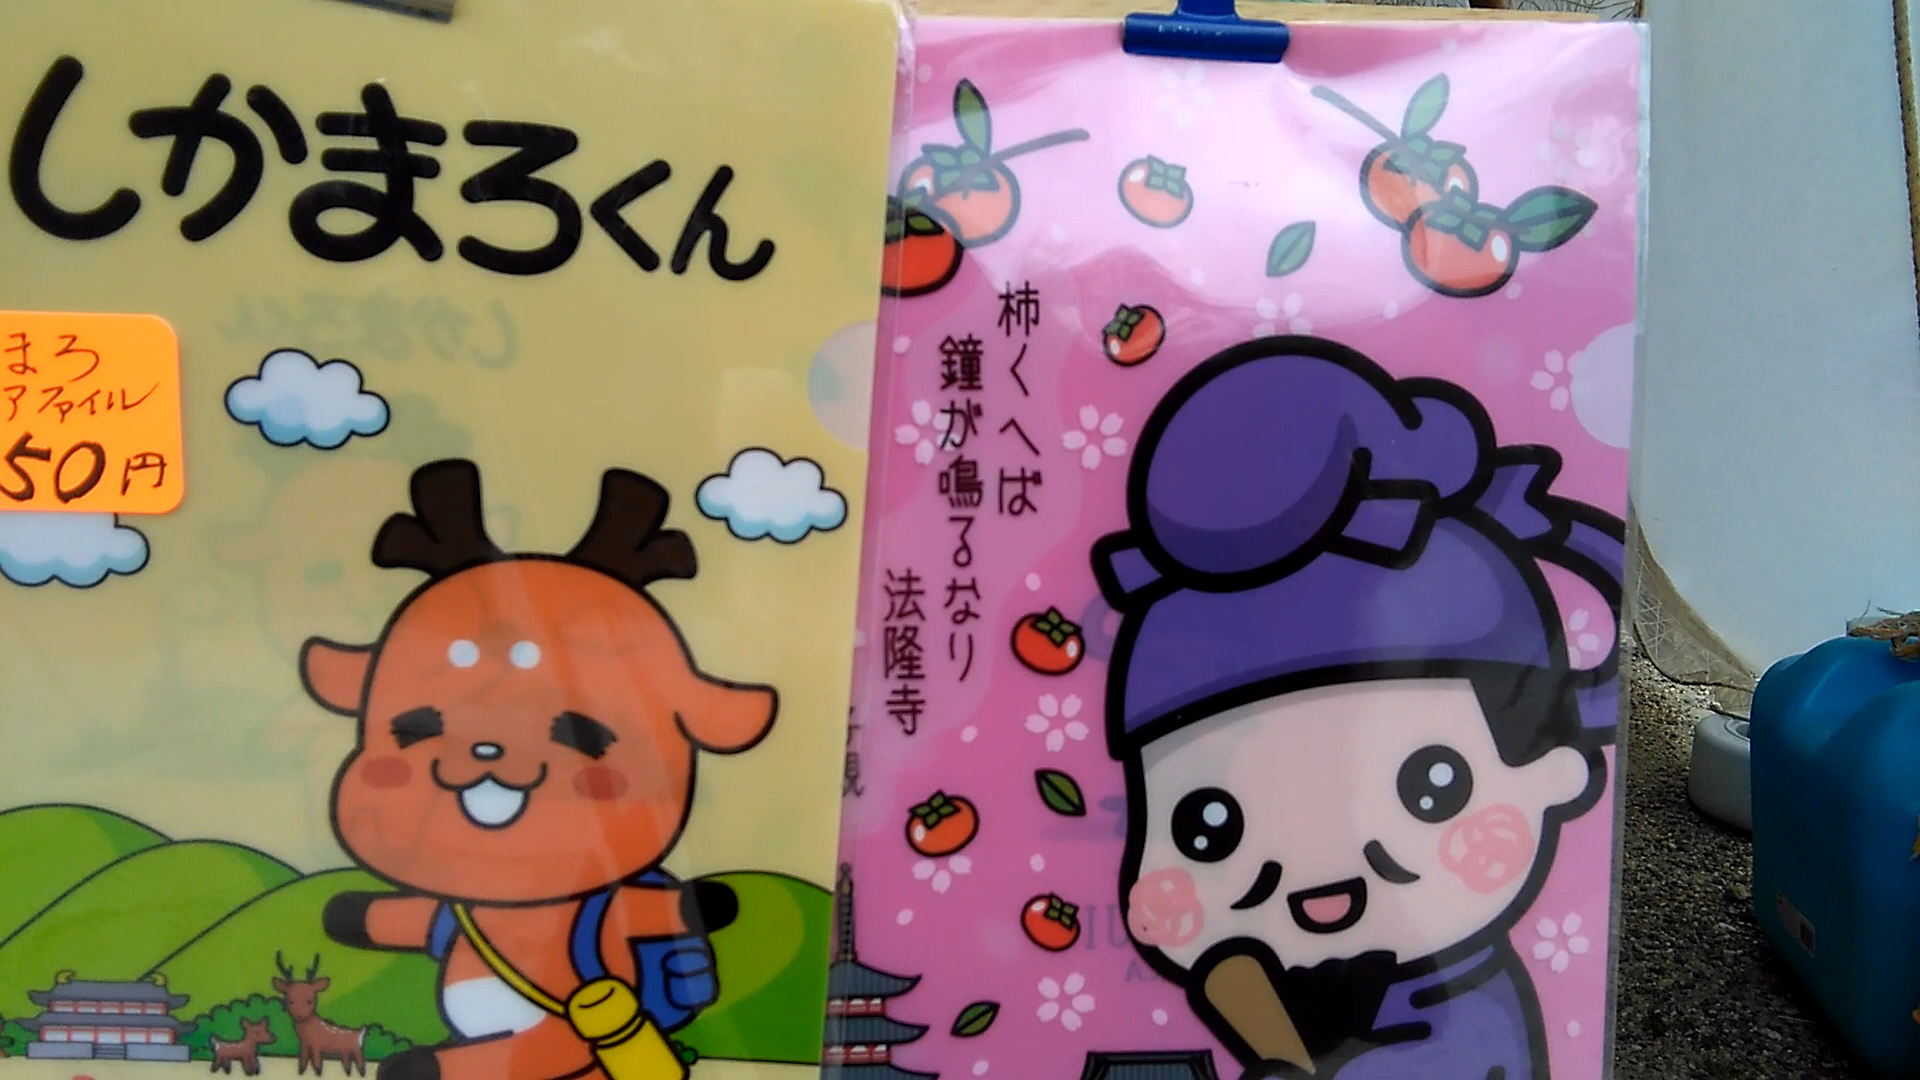 しかまろくん
まろ
アファイル
50円
柿くへば
鐘が鳴るなり
法隆寺